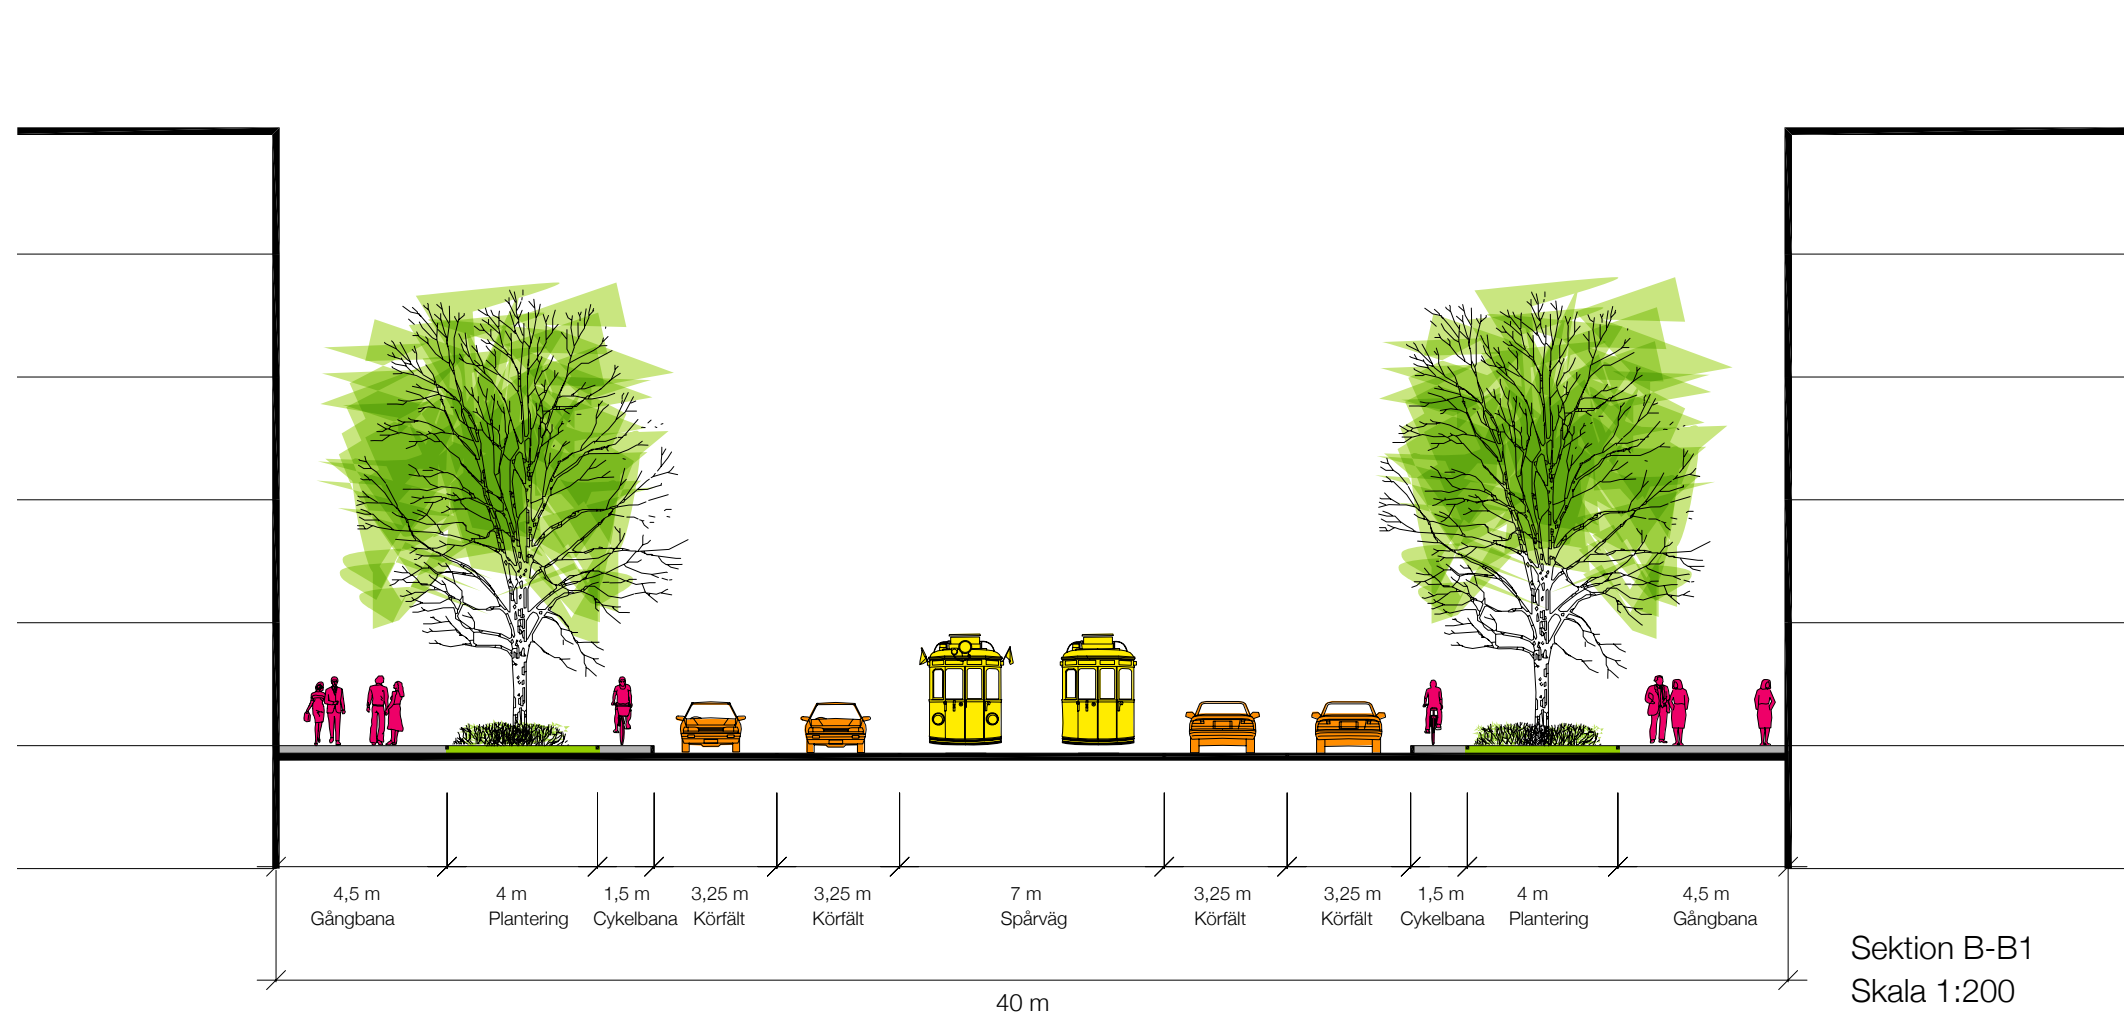 4,5 m
Gångbana
4 m
Plantering
1,5 m
Cykelbana
3,25 m
Körfält
3,25 m
Körfält
7 m
Spårväg
3,25 m
Körfält
3,25 m
Körfält
1,5 m
Cykelbana
4 m
Plantering
4,5 m
Gångbana
40 m
Sektion B-B1
Skala 1:200